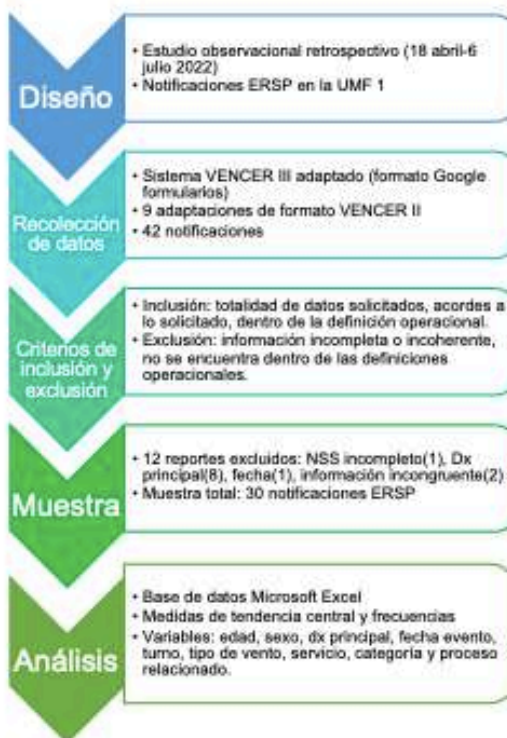 Diseño
• Estudio observacional retrospectivo (18 abril-6
julio 2022)
• Notificaciones ERSP en la UMF 1
Recolección
de datos
• Sistema VENCER III adaptado (formato Google
formularios)
• 9 adaptaciones de formato VENCER II
• 42 notificaciones
Criterios de
inclusión y
exclusión
• Inclusión: totalidad de datos solicitados, acordes a
lo solicitado, dentro de la definición operacional.
• Exclusión: información incompleta o incoherente,
no se encuentra dentro de las definiciones
operacionales.
Muestra
• 12 reportes excluidos: NSS incompleto(1), Dx
principal(8), fecha(1), información incongruente(2)
• Muestra total: 30 notificaciones ERSP
Análisis
• Base de datos Microsoft Excel
• Medidas de tendencia central y frecuencias
• Variables: edad, sexo, dx principal, fecha evento,
turno, tipo de vento, servicio, categoría y proceso
relacionado.